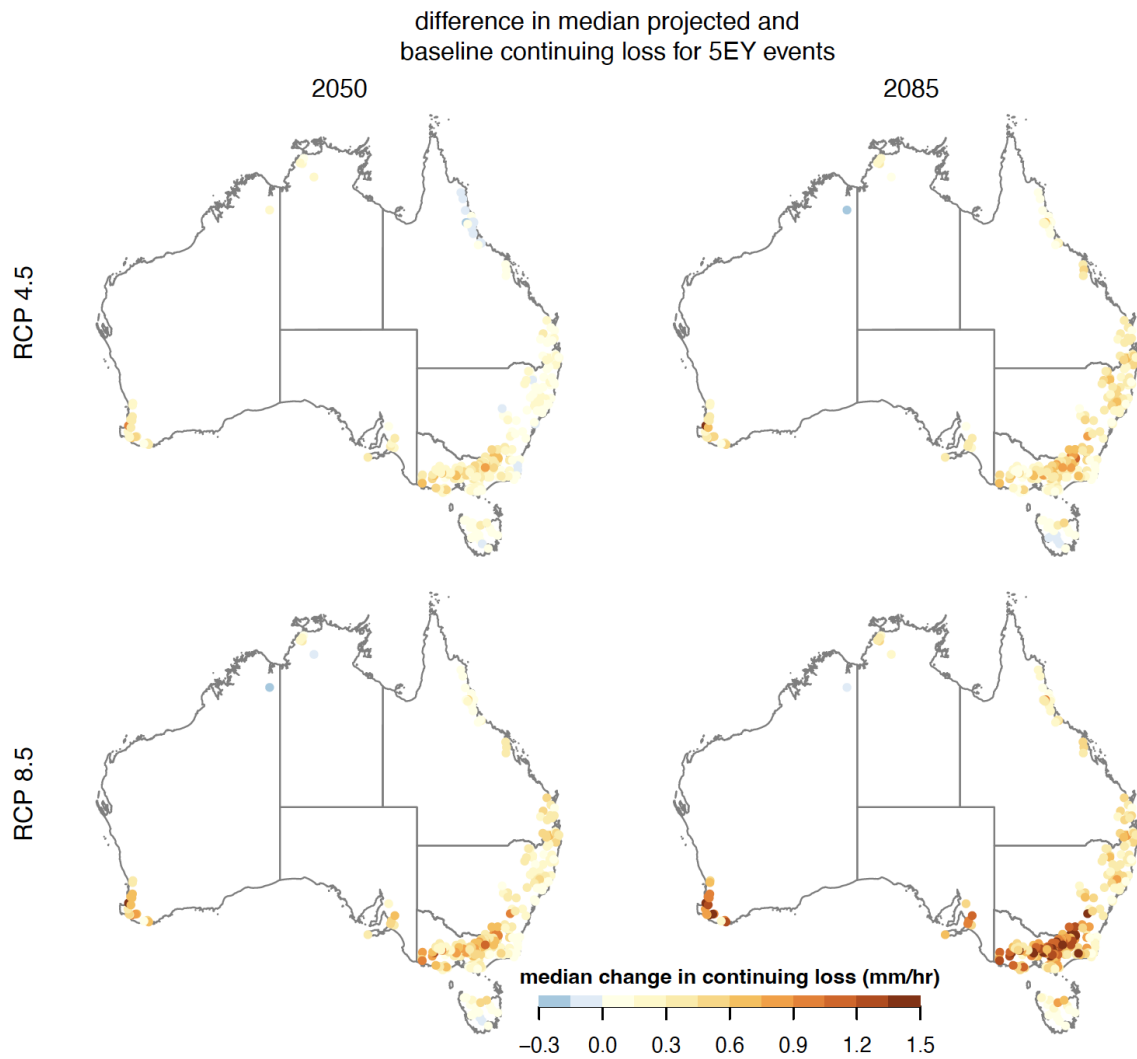 difference in median projected and
baseline continuing loss for 5EY events
2050
2085
RCP 4.5
RCP 8.5
median change in continuing loss (mm/hr)
−0.3 0.0 0.3 0.6 0.9 1.2 1.5